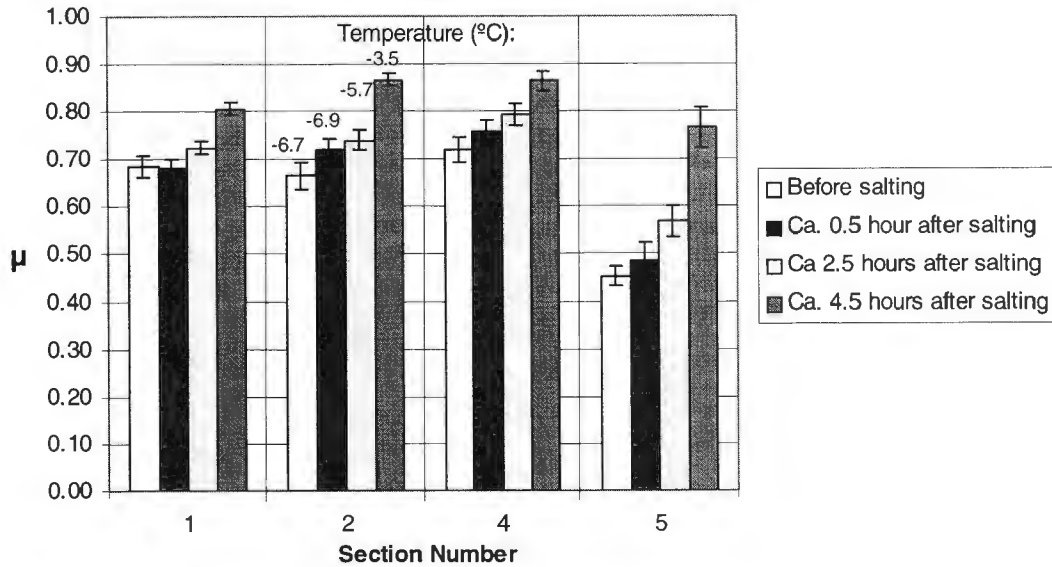 1.00
0.90
0.80
0.70
0.60
0.50
0.40
0.30
0.20
0.10
0.00
µ
Temperature (ºC):
-6.7
-6.9
-5.7
-3.5
1 2 4 5
Section Number
Before salting
Ca. 0.5 hour after salting
Ca 2.5 hours after salting
Ca. 4.5 hours after salting